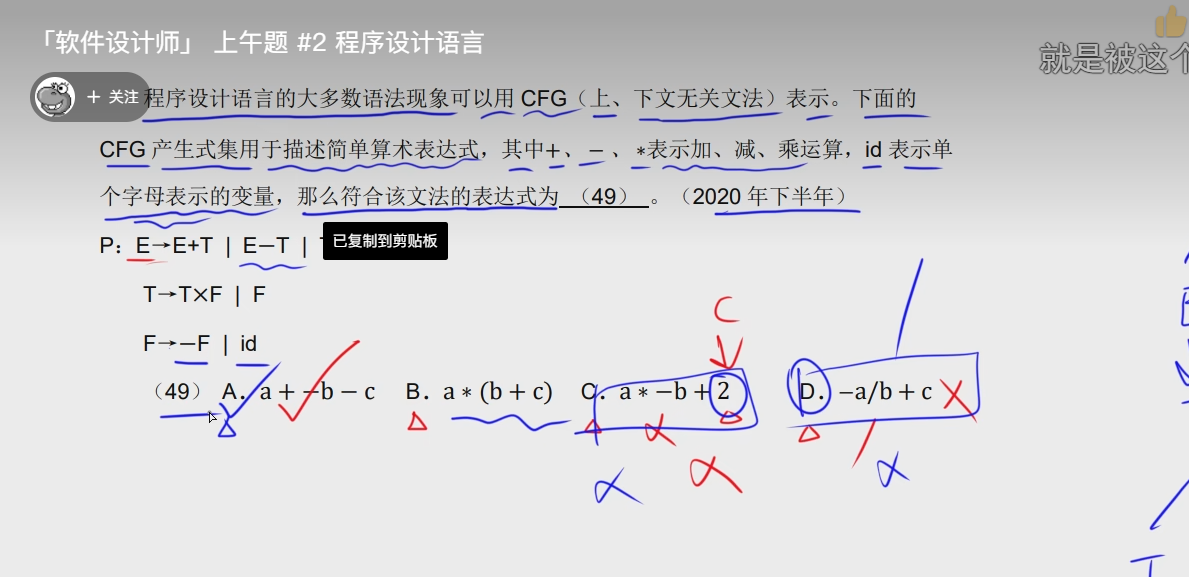 「软件设计师」 上午题 #2 程序设计语言
就是被这个
+ 关注
程序设计语言的大多数语法现象可以用 CFG（上、下文无关文法）表示。下面的
CFG 产生式集用于描述简单算术表达式，其中+、－、*表示加、减、乘运算，id 表示单
个字母表示的变量，那么符合该文法的表达式为（49）。（2020 年下半年）
P：E→E+T | E－T |
已复制到剪贴板
T→T×F | F
F→－F | id
C
（49） A. a + −b − c B. a * (b + c) C. a * −b + 2 D. −a/b + c